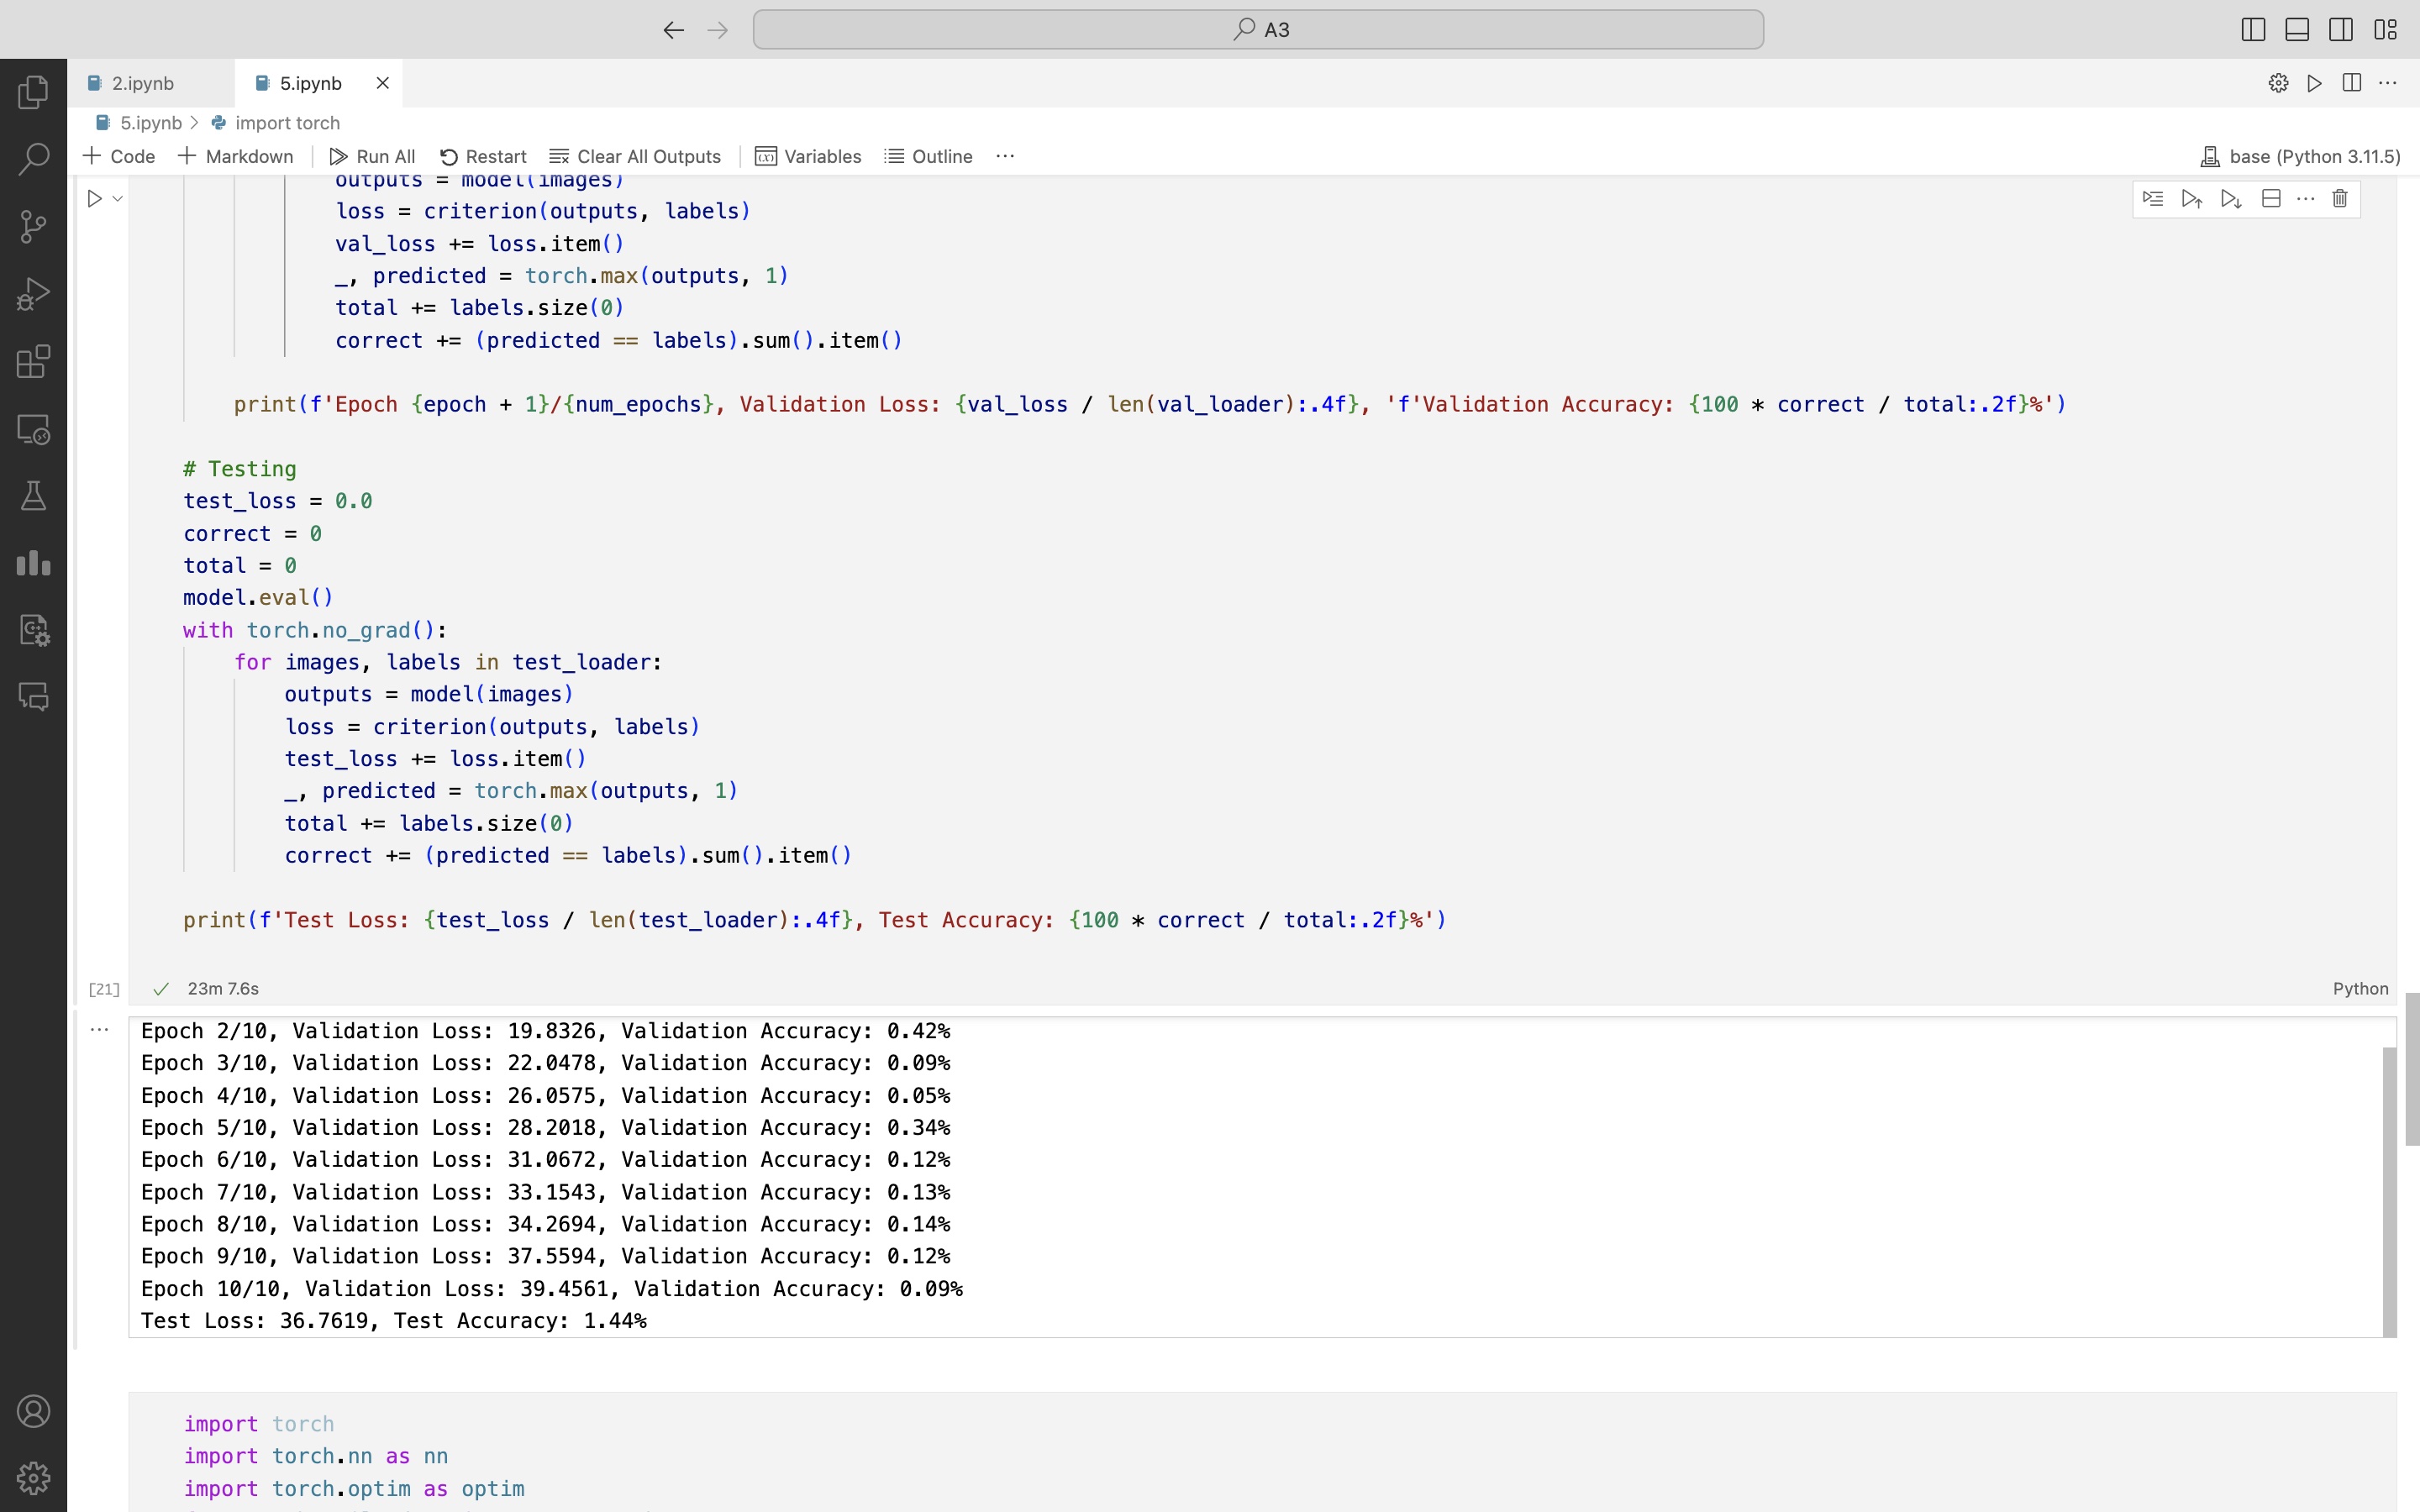 A3
2.ipynb
5.ipynb
5.ipynb > import torch
+ Code + Markdown Run All Restart Clear All Outputs Variables Outline ...
base (Python 3.11.5)
outputs = model(images)
loss = criterion(outputs, labels)
val_loss += loss.item()
_, predicted = torch.max(outputs, 1)
total += labels.size(0)
correct += (predicted == labels).sum().item()
print(f'Epoch {epoch + 1}/{num_epochs}, Validation Loss: {val_loss / len(val_loader):.4f}, 'f'Validation Accuracy: {100 * correct / total:.2f}%')
# Testing
test_loss = 0.0
correct = 0
total = 0
model.eval()
with torch.no_grad():
for images, labels in test_loader:
outputs = model(images)
loss = criterion(outputs, labels)
test_loss += loss.item()
_, predicted = torch.max(outputs, 1)
total += labels.size(0)
correct += (predicted == labels).sum().item()
print(f'Test Loss: {test_loss / len(test_loader):.4f}, Test Accuracy: {100 * correct / total:.2f}%')
[21] ✓ 23m 7.6s
Python
Epoch 2/10, Validation Loss: 19.8326, Validation Accuracy: 0.42%
Epoch 3/10, Validation Loss: 22.0478, Validation Accuracy: 0.09%
Epoch 4/10, Validation Loss: 26.0575, Validation Accuracy: 0.05%
Epoch 5/10, Validation Loss: 28.2018, Validation Accuracy: 0.34%
Epoch 6/10, Validation Loss: 31.0672, Validation Accuracy: 0.12%
Epoch 7/10, Validation Loss: 33.1543, Validation Accuracy: 0.13%
Epoch 8/10, Validation Loss: 34.2694, Validation Accuracy: 0.14%
Epoch 9/10, Validation Loss: 37.5594, Validation Accuracy: 0.12%
Epoch 10/10, Validation Loss: 39.4561, Validation Accuracy: 0.09%
Test Loss: 36.7619, Test Accuracy: 1.44%
import torch
import torch.nn as nn
import torch.optim as optim